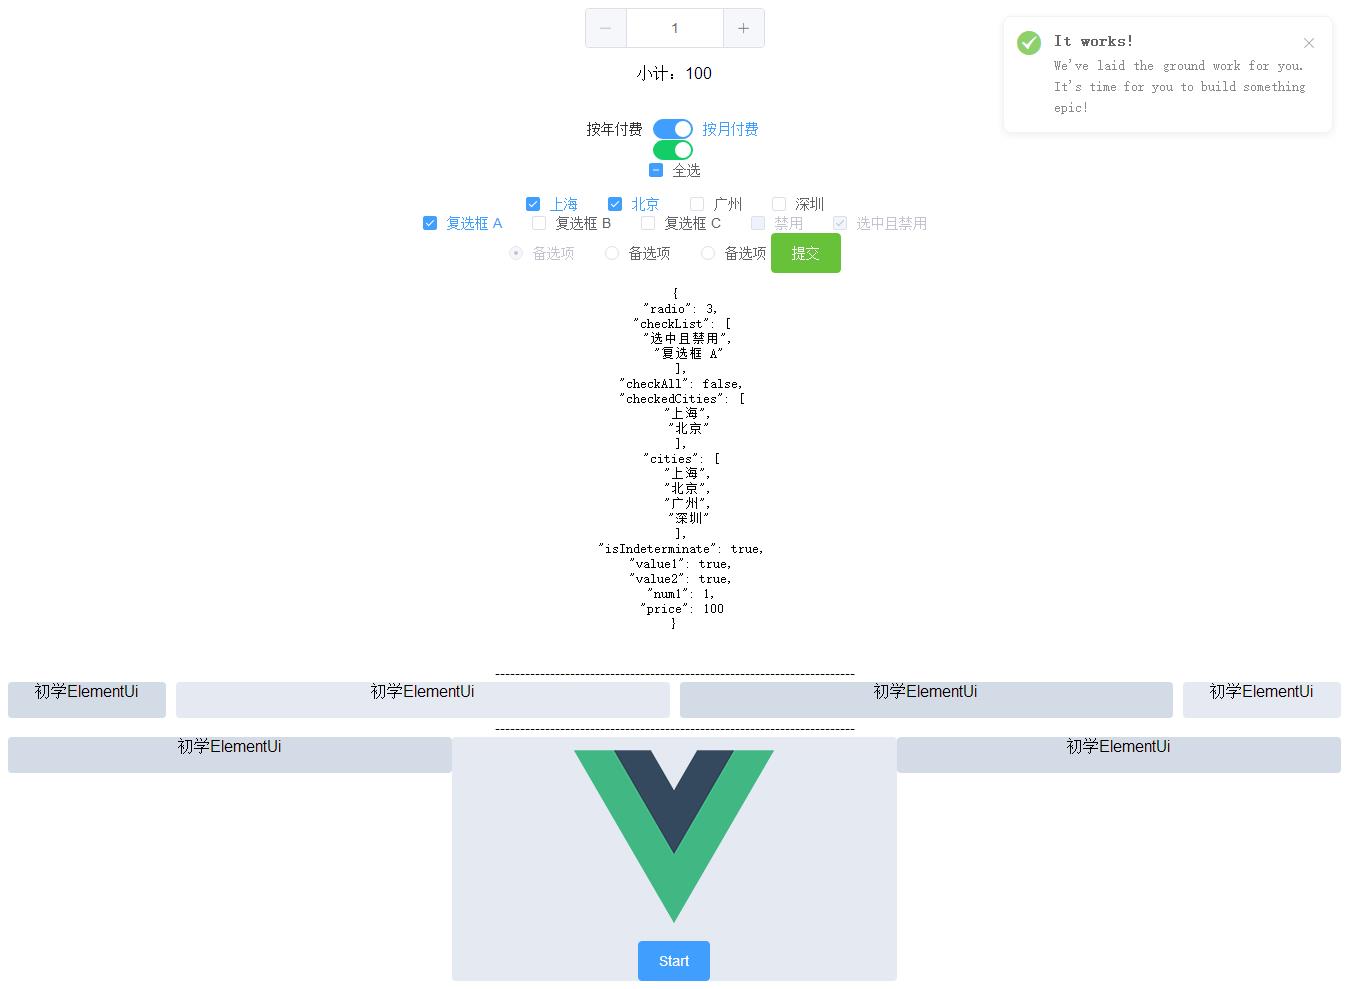 1
It works!
We've laid the ground work for you.
It's time for you to build something
epic!
小计：100
按年付费 按月付费
全选
上海 北京 广州 深圳
复选框 A 复选框 B 复选框 C 禁用 选中且禁用
备选项 备选项 备选项 提交
{
"radio": 3,
"checkList": [
"选中且禁用",
"复选框 A"
],
"checkAll": false,
"checkedCities": [
"上海",
"北京"
],
"cities": [
"上海",
"北京",
"广州",
"深圳"
],
"isIndeterminate": true,
"value1": true,
"value2": true,
"num1": 1,
"price": 100
}
------------------------------------------------------------------------
初学ElementUi 初学ElementUi 初学ElementUi 初学ElementUi
------------------------------------------------------------------------
初学ElementUi 初学ElementUi
Start